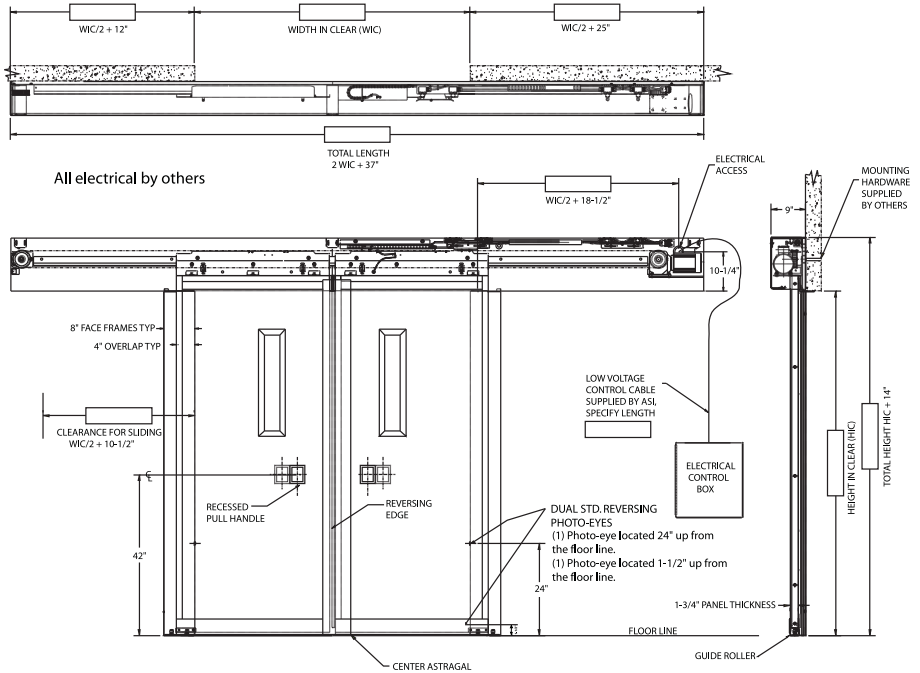 WIC/2 + 12"
WIDTH IN CLEAR (WIC)
WIC/2 + 25"
TOTAL LENGTH
2 WIC + 37"
All electrical by others
ELECTRICAL
ACCESS
MOUNTING
HARDWARE
SUPPLIED
BY OTHERS
WIC/2 + 18-1/2"
9"
10-1/4"
8" FACE FRAMES TYP
4" OVERLAP TYP
CLEARANCE FOR SLIDING
WIC/2 + 10-1/2"
LOW VOLTAGE
CONTROL CABLE
SUPPLIED BY ASI,
SPECIFY LENGTH
ELECTRICAL
CONTROL
BOX
HEIGHT IN CLEAR (HIC)
TOTAL HEIGHT HIC + 14"
℄
RECESSED
PULL HANDLE
REVERSING
EDGE
DUAL STD. REVERSING
PHOTO-EYES
(1) Photo-eye located 24" up from
the floor line.
(1) Photo-eye located 1-1/2" up from
the floor line.
42"
24"
1-3/4" PANEL THICKNESS
FLOOR LINE
GUIDE ROLLER
CENTER ASTRAGAL